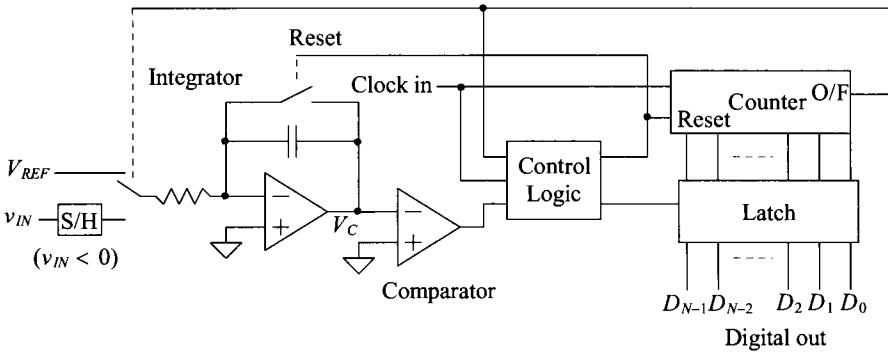 Reset
Integrator
Clock in
Counter
O/F
Reset
V_REF
Control
Logic
v_IN
S/H
V_C
Latch
(v_IN < 0)
Comparator
D_N−1 D_N−2 D_2 D_1 D_0
Digital out